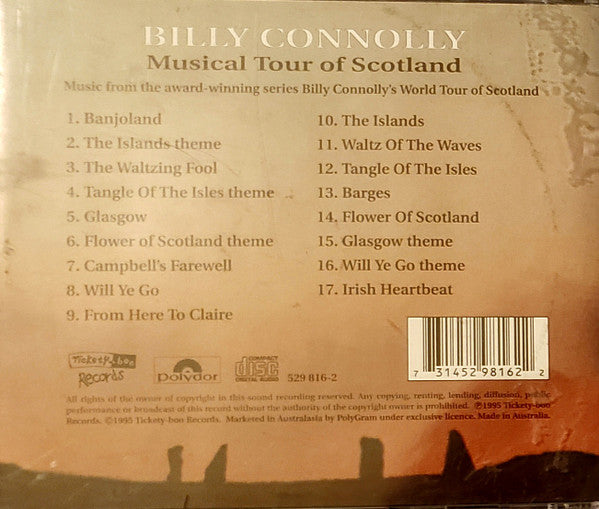 BILLY CONNOLLY
Musical Tour of Scotland
Music from the award-winning series Billy Connolly's World Tour of Scotland
1. Banjoland
2. The Islands theme
3. The Waltzing Fool
4. Tangle Of The Isles theme
5. Glasgow
6. Flower of Scotland theme
7. Campbell's Farewell
8. Will Ye Go
9. From Here To Claire
10. The Islands
11. Waltz Of The Waves
12. Tangle Of The Isles
13. Barges
14. Flower Of Scotland
15. Glasgow theme
16. Will Ye Go theme
17. Irish Heartbeat
Tickety-boo
Records
polydor
COMPACT
disc
DIGITAL AUDIO
529 816-2
7 31452 98162 2
All rights of the owner of copyright in this sound recording reserved. Any copying, renting, lending, diffusion, public
performance or broadcast of this record without the authority of the copyright owner is prohibited. ℗1995 Tickety-boo
Records. ©1995 Tickety-boo Records. Marketed in Australasia by PolyGram under exclusive licence. Made in Australia.